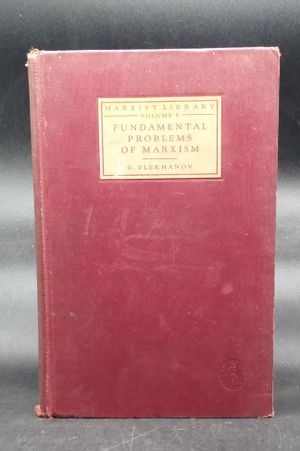 MARXIST LIBRARY
VOLUME I
FUNDAMENTAL
PROBLEMS
OF MARXISM
G. PLEKHANOV